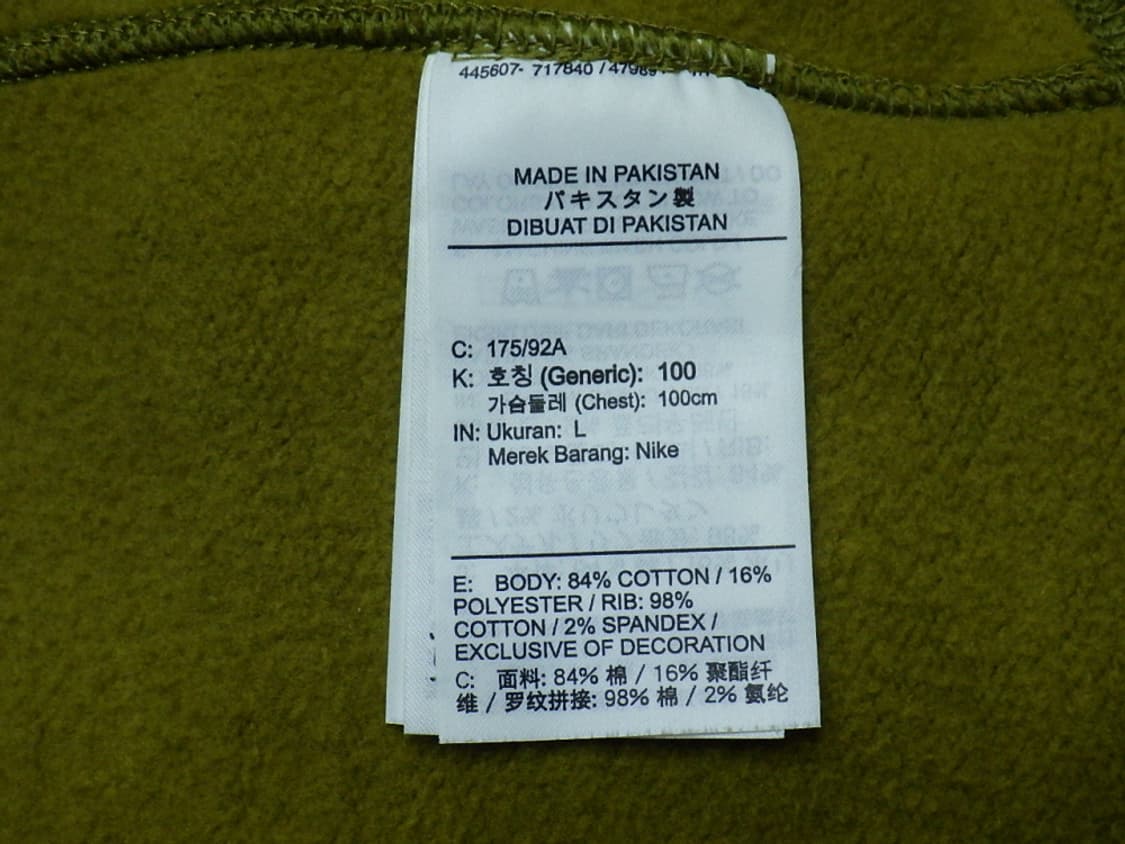 445607- 717840 / 47989
MADE IN PAKISTAN
パキスタン製
DIBUAT DI PAKISTAN
C: 175/92A
K: 호칭 (Generic): 100
가슴둘레 (Chest): 100cm
IN: Ukuran: L
Merek Barang: Nike
E: BODY: 84% COTTON / 16%
POLYESTER / RIB: 98%
COTTON / 2% SPANDEX /
EXCLUSIVE OF DECORATION
C: 面料: 84% 棉 / 16% 聚酯纤
维 / 罗纹拼接: 98% 棉 / 2% 氨纶